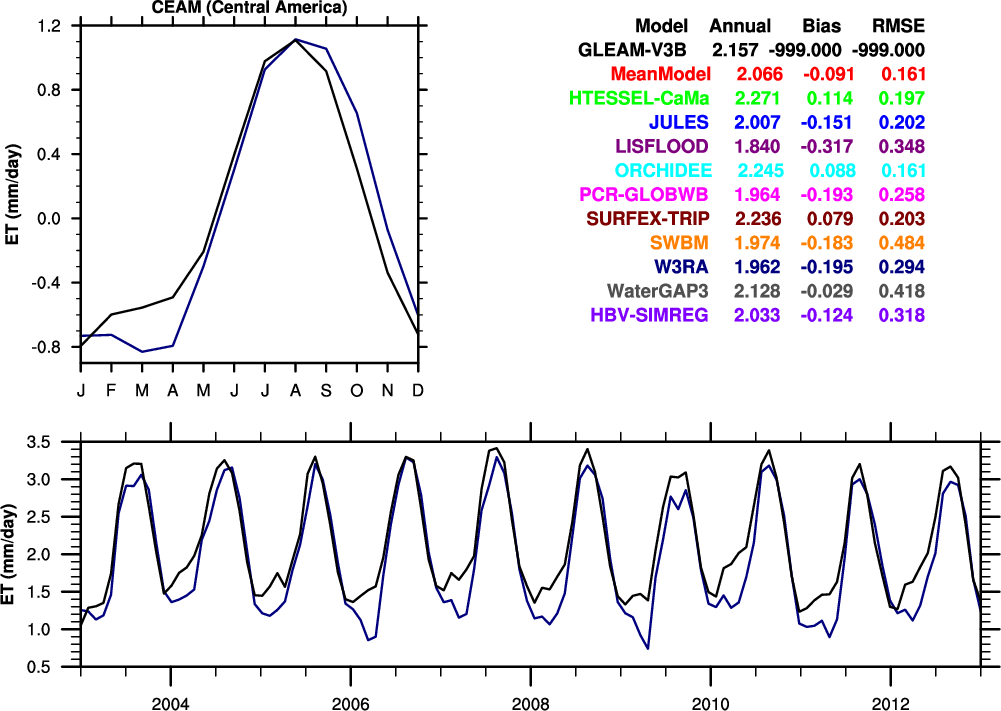 CEAM (Central America)
ET (mm/day)
1.2
0.8
0.4
0.0
-0.4
-0.8
J F M A M J J A S O N D
Model Annual Bias RMSE
GLEAM-V3B 2.157 -999.000 -999.000
MeanModel 2.066 -0.091 0.161
HTESSEL-CaMa 2.271 0.114 0.197
JULES 2.007 -0.151 0.202
LISFLOOD 1.840 -0.317 0.348
ORCHIDEE 2.245 0.088 0.161
PCR-GLOBWB 1.964 -0.193 0.258
SURFEX-TRIP 2.236 0.079 0.203
SWBM 1.974 -0.183 0.484
W3RA 1.962 -0.195 0.294
WaterGAP3 2.128 -0.029 0.418
HBV-SIMREG 2.033 -0.124 0.318
ET (mm/day)
3.5
3.0
2.5
2.0
1.5
1.0
0.5
2004 2006 2008 2010 2012